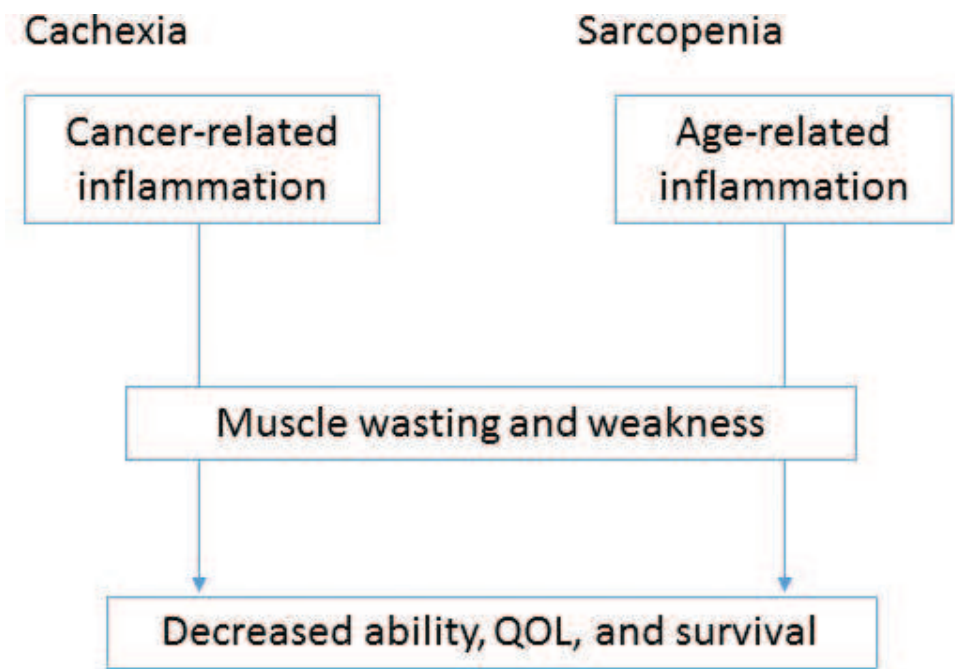 Cachexia
Sarcopenia
Cancer-related
inflammation
Age-related
inflammation
Muscle wasting and weakness
Decreased ability, QOL, and survival